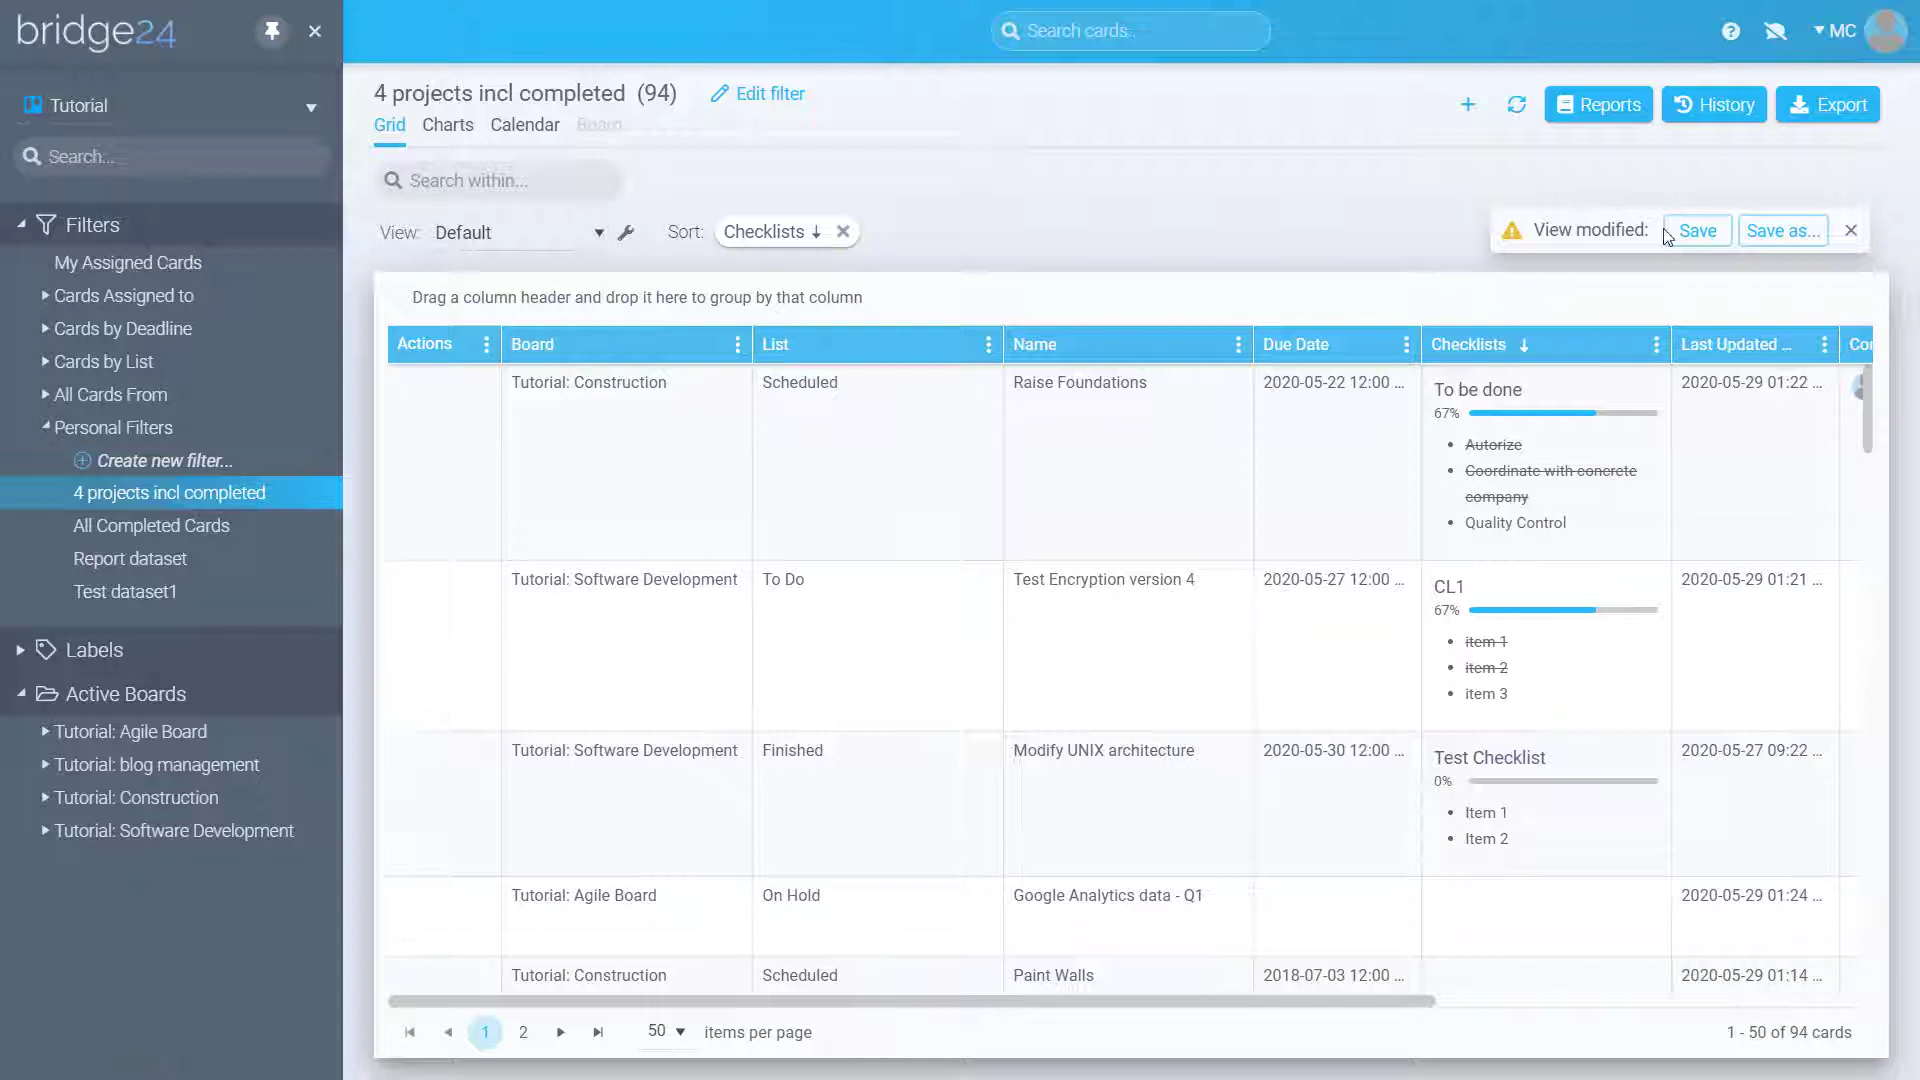 bridge24
Search cards..
MC
Tutorial
Search...
Filters
My Assigned Cards
Cards Assigned to
Cards by Deadline
Cards by List
All Cards From
Personal Filters
Create new filter...
4 projects incl completed
All Completed Cards
Report dataset
Test dataset1
Labels
Active Boards
Tutorial: Agile Board
Tutorial: blog management
Tutorial: Construction
Tutorial: Software Development
4 projects incl completed (94) Edit filter
Reports History Export
Grid Charts Calendar Board
Search within...
View: Default Sort: Checklists ↓
View modified: Save Save as...
Drag a column header and drop it here to group by that column
Actions Board List Name Due Date Checklists ↓ Last Updated ... Cor
Tutorial: Construction Scheduled Raise Foundations 2020-05-22 12:00 ... To be done 2020-05-29 01:22 ...
67%
Autorize
Coordinate with concrete
company
Quality Control
Tutorial: Software Development To Do Test Encryption version 4 2020-05-27 12:00 ... CL1 2020-05-29 01:21 ...
67%
item 1
item 2
item 3
Tutorial: Software Development Finished Modify UNIX architecture 2020-05-30 12:00 ... Test Checklist 2020-05-27 09:22 ...
0%
Item 1
Item 2
Tutorial: Agile Board On Hold Google Analytics data - Q1 2020-05-29 01:24 ...
Tutorial: Construction Scheduled Paint Walls 2018-07-03 12:00 ... 2020-05-29 01:14 ...
1 2 50 items per page 1 - 50 of 94 cards